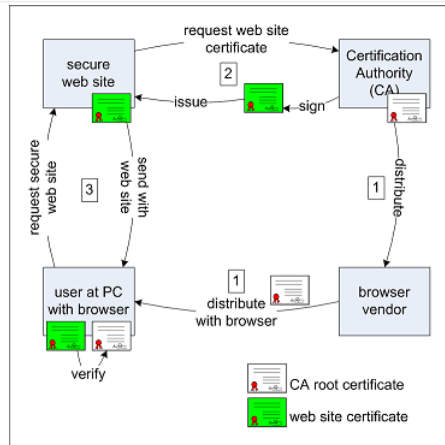 request web site
certificate
secure
web site
2
Certification
Authority
(CA)
issue
sign
request secure
web site
3
send with
web site
1
distribute
user at PC
with browser
1
distribute
with browser
browser
vendor
verify
CA root certificate
web site certificate